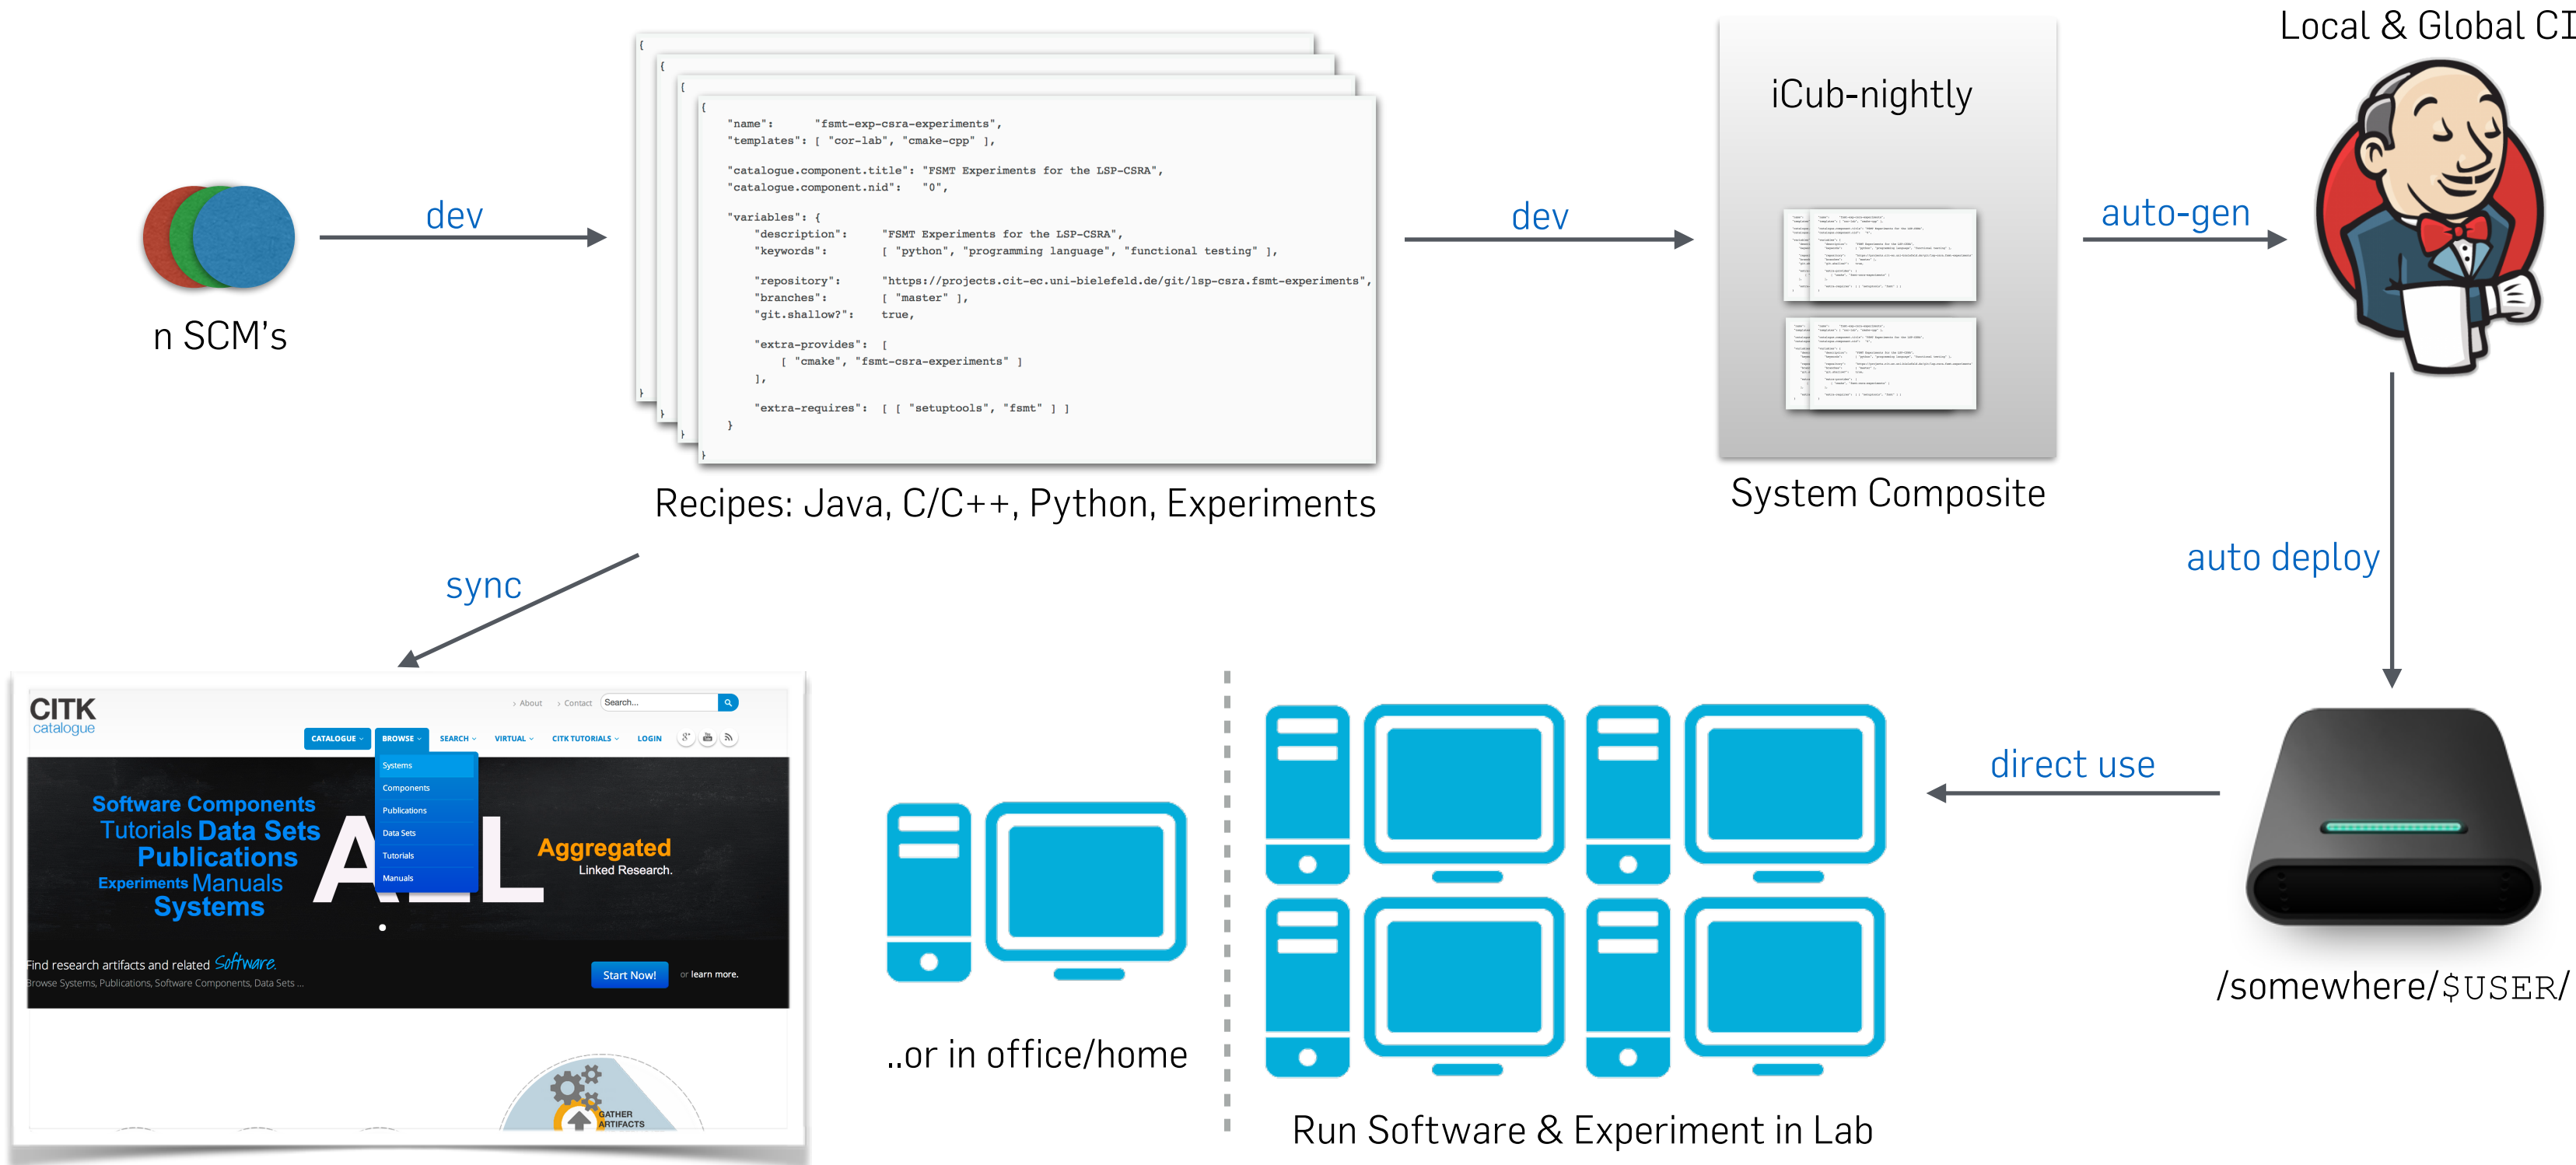 Local & Global CI
{
{
{
{
"name": "fsmt-exp-csra-experiments",
"templates": [ "cor-lab", "cmake-cpp" ],
"catalogue.component.title": "FSMT Experiments for the LSP-CSRA",
"catalogue.component.nid": "0",
"variables": {
"description": "FSMT Experiments for the LSP-CSRA",
"keywords": [ "python", "programming language", "functional testing" ],
"repository": "https://projects.cit-ec.uni-bielefeld.de/git/lsp-csra.fsmt-experiments",
"branches": [ "master" ],
"git.shallow?": true,
"extra-provides": [
[ "cmake", "fsmt-csra-experiments" ]
],
"extra-requires": [ [ "setuptools", "fsmt" ] ]
}
}
}
}
}
iCub-nightly
dev
dev
auto-gen
n SCM's
Recipes: Java, C/C++, Python, Experiments
System Composite
sync
auto deploy
CITK
catalogue
› About › Contact Search...
CATALOGUE BROWSE SEARCH VIRTUAL CITK TUTORIALS LOGIN
Systems
Components
Publications
Data Sets
Tutorials
Manuals
Software Components
Tutorials Data Sets
Publications
Experiments Manuals
Systems
A L
Aggregated
Linked Research.
Find research artifacts and related Software.
Browse Systems, Publications, Software Components, Data Sets ...
Start Now! or learn more.
GATHER
ARTIFACTS
..or in office/home
direct use
Run Software & Experiment in Lab
/somewhere/$USER/